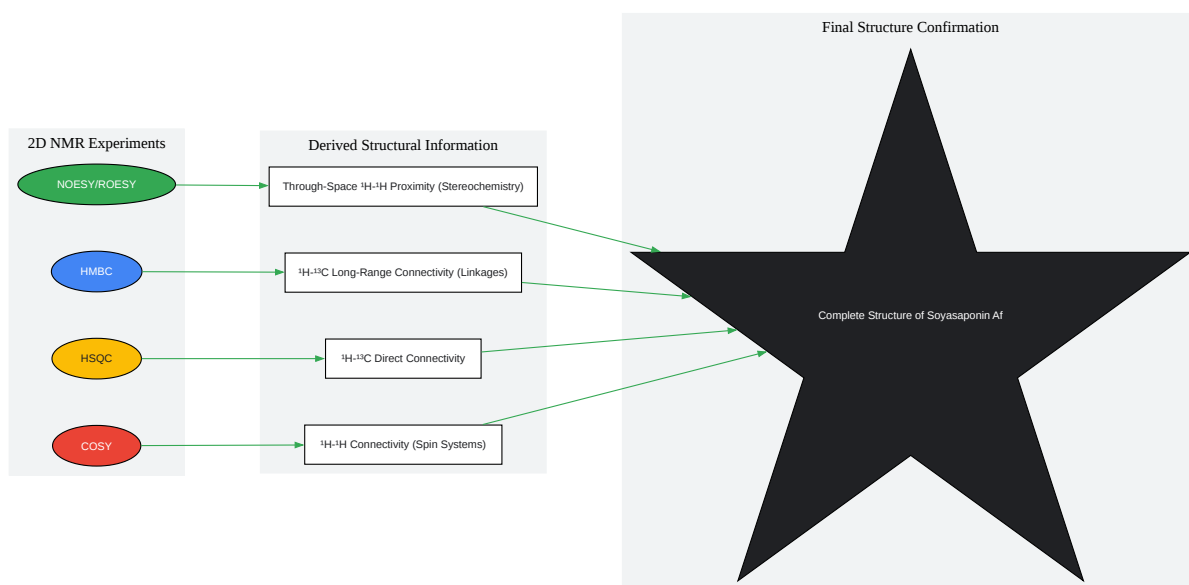 Final Structure Confirmation
2D NMR Experiments
Derived Structural Information
NOESY/ROESY
Through-Space ¹H-¹H Proximity (Stereochemistry)
HMBC
¹H-¹³C Long-Range Connectivity (Linkages)
Complete Structure of Soyasaponin Af
HSQC
¹H-¹³C Direct Connectivity
COSY
¹H-¹H Connectivity (Spin Systems)